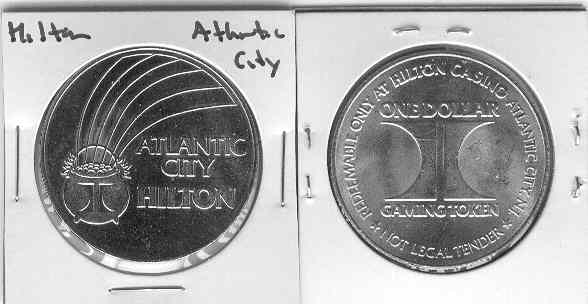 Hilton
Atlantic
City
ATLANTIC
CITY
HILTON
REDEEMABLE ONLY AT HILTON CASINO ATLANTIC CITY, NJ.
ONE DOLLAR
GAMING TOKEN
* NOT LEGAL TENDER *